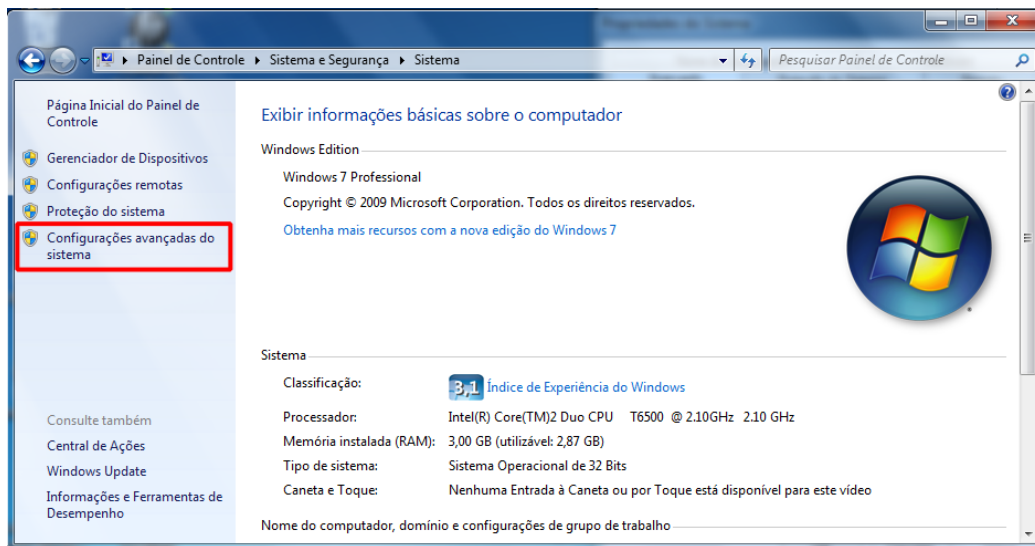 Propriedades do Sistema
Painel de Controle ▸ Sistema e Segurança ▸ Sistema
Pesquisar Painel de Controle
Página Inicial do Painel de
Controle
Gerenciador de Dispositivos
Configurações remotas
Proteção do sistema
Configurações avançadas do
sistema
Consulte também
Central de Ações
Windows Update
Informações e Ferramentas de
Desempenho
Exibir informações básicas sobre o computador
Windows Edition
Windows 7 Professional
Copyright © 2009 Microsoft Corporation. Todos os direitos reservados.
Obtenha mais recursos com a nova edição do Windows 7
Sistema
Classificação: 3,1 Índice de Experiência do Windows
Processador: Intel(R) Core(TM)2 Duo CPU T6500 @ 2.10GHz 2.10 GHz
Memória instalada (RAM): 3,00 GB (utilizável: 2,87 GB)
Tipo de sistema: Sistema Operacional de 32 Bits
Caneta e Toque: Nenhuma Entrada à Caneta ou por Toque está disponível para este vídeo
Nome do computador, domínio e configurações de grupo de trabalho